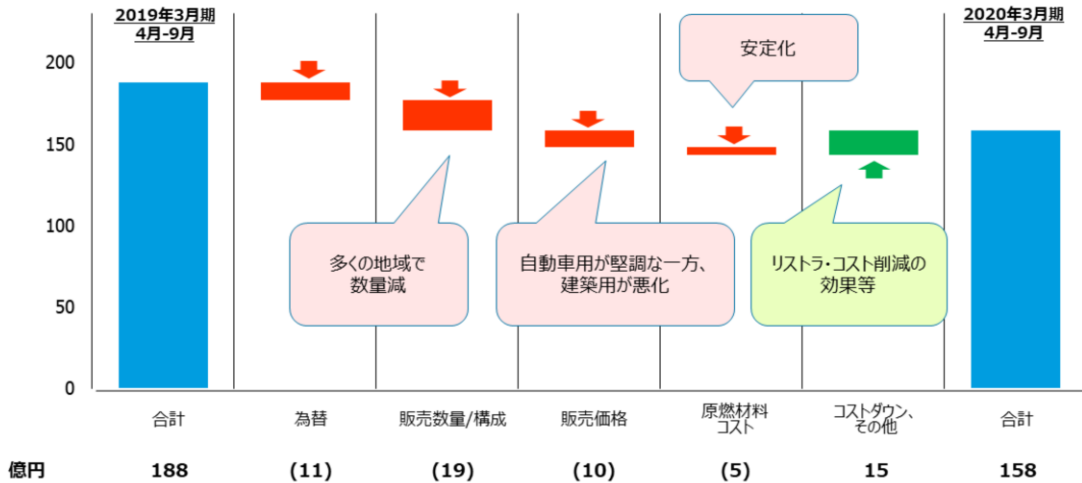 2019年3月期
4月-9月
2020年3月期
4月-9月
安定化
200
150
100
50
0
多くの地域で
数量減
自動車用が堅調な一方、
建築用が悪化
リストラ・コスト削減の
効果等
合計
為替
販売数量/構成
販売価格
原燃材料
コスト
コストダウン、
その他
合計
億円 188 (11) (19) (10) (5) 15 158